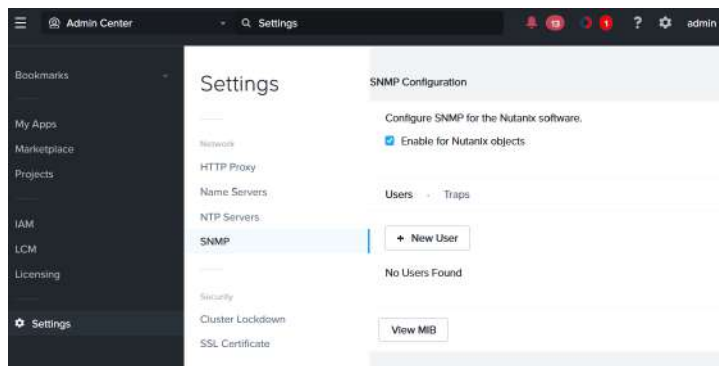 Admin Center
Settings
13
1
?
admin
Bookmarks
My Apps
Marketplace
Projects
IAM
LCM
Licensing
Settings
Settings
Network
HTTP Proxy
Name Servers
NTP Servers
SNMP
Security
Cluster Lockdown
SSL Certificate
SNMP Configuration
Configure SNMP for the Nutanix software.
Enable for Nutanix objects
Users
Traps
+ New User
No Users Found
View MIB